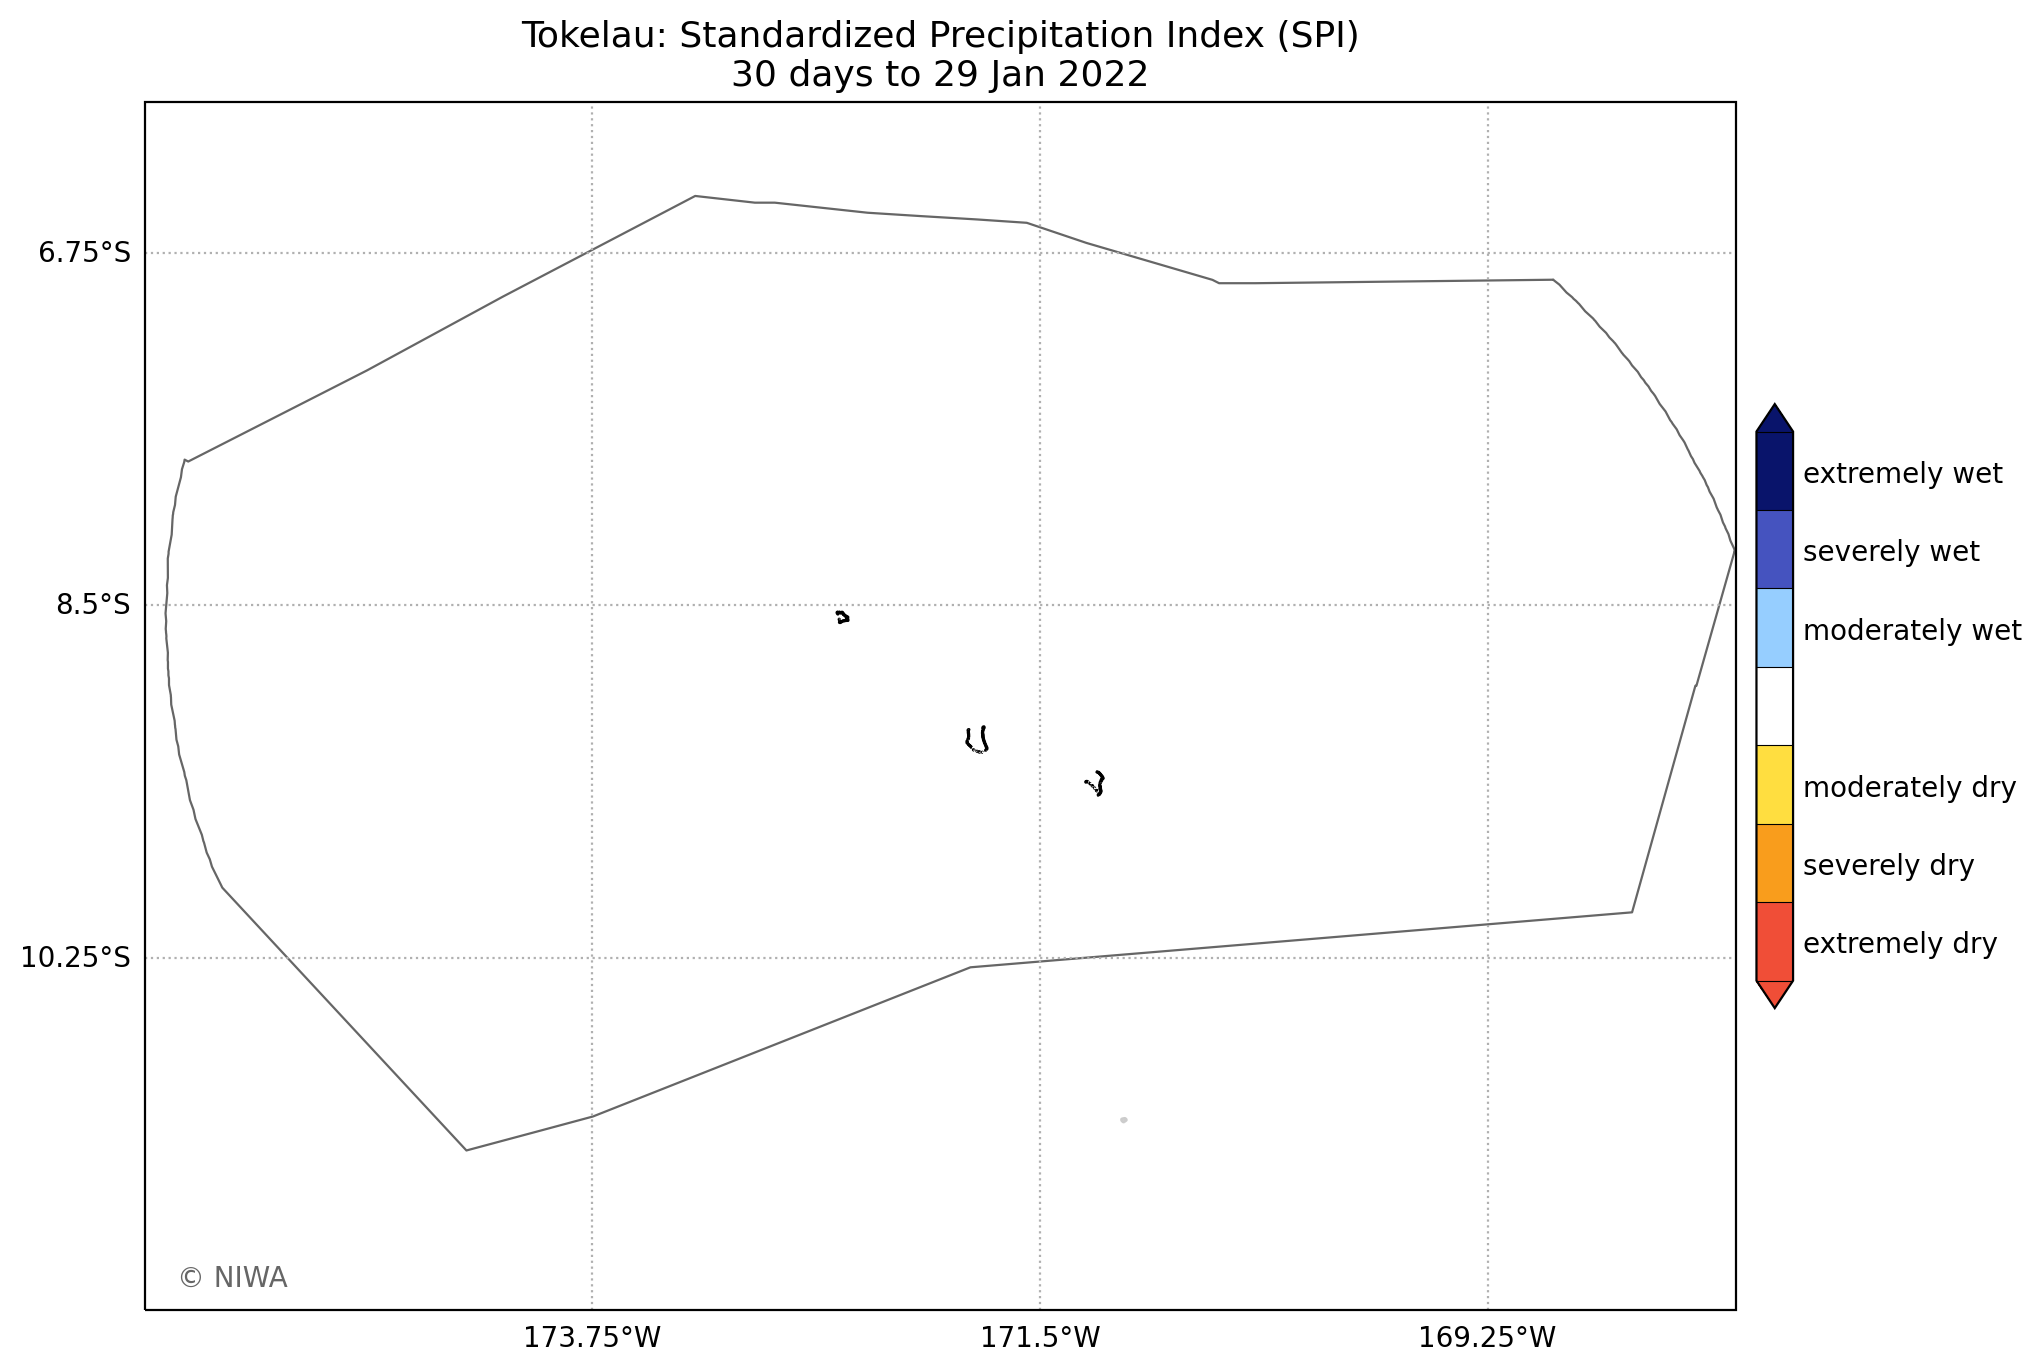 Tokelau: Standardized Precipitation Index (SPI)
30 days to 29 Jan 2022
6.75°S
8.5°S
10.25°S
173.75°W
171.5°W
169.25°W
extremely wet
severely wet
moderately wet
moderately dry
severely dry
extremely dry
© NIWA